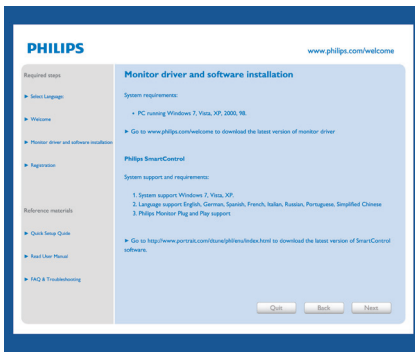 PHILIPS
www.philips.com/welcome
Required steps
► Select Language:
► Welcome
► Monitor driver and software installation
► Registration
Reference materials
► Quick Setup Guide
► Read User Manual
► FAQ & Troubleshooting
Monitor driver and software installation
System requirements:
• PC running Windows 7, Vista, XP, 2000, 98.
► Go to www.philips.com/welcome to download the latest version of monitor driver
Philips SmartControl
System support and requirements:
1. System support Windows 7, Vista, XP.
2. Language support English, German, Spanish, French, Italian, Russian, Portuguese, Simplified Chinese
3. Philips Monitor Plug and Play support
► Go to http://www.portrait.com/dtune/phl/enu/index.html to download the latest version of SmartControl
software.
Quit
Back
Next